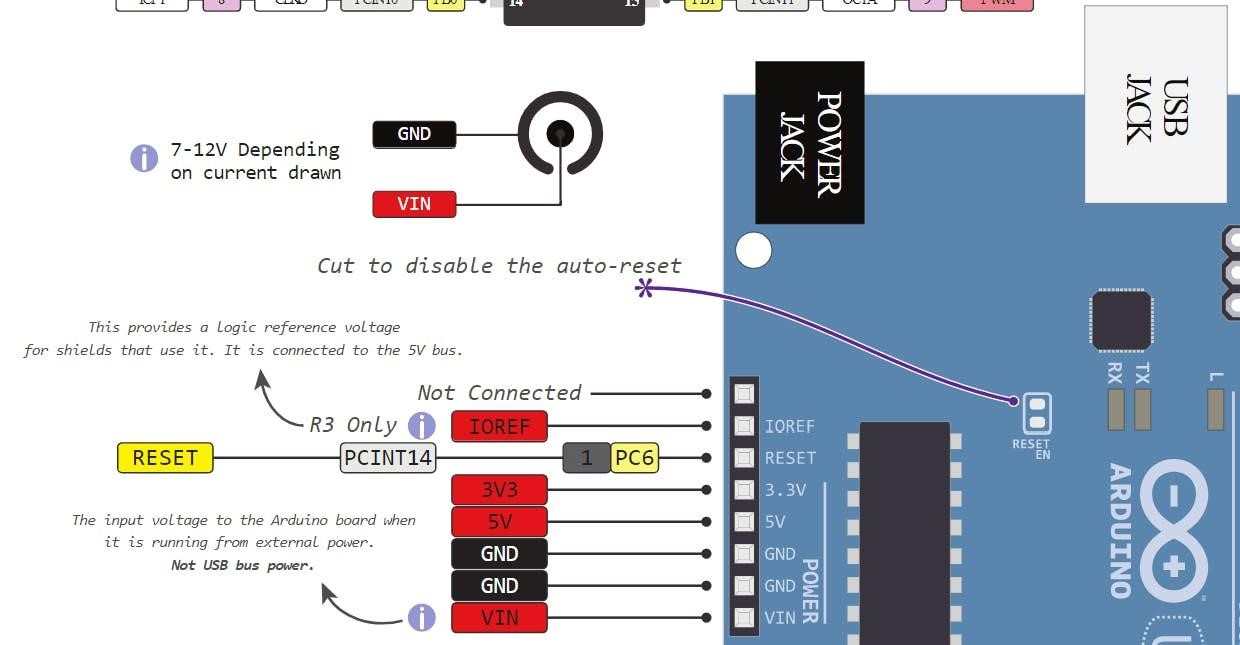 14
13
GND
7-12V Depending
on current drawn
VIN
POWER
JACK
USB
JACK
Cut to disable the auto-reset
*
This provides a logic reference voltage
for shields that use it. It is connected to the 5V bus.
Not Connected
R3 Only i IOREF
RESET PCINT14 1 PC6
3V3
5V
The input voltage to the Arduino board when
it is running from external power.
Not USB bus power.
GND
GND
i VIN
IOREF
RESET
3.3V
5V
GND
GND
VIN
POWER
RX
TX
L
RESET
EN
ARDUINO